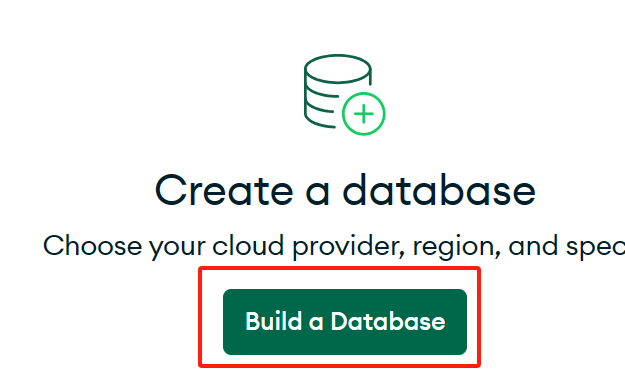 Create a database
Choose your cloud provider, region, and spec
Build a Database